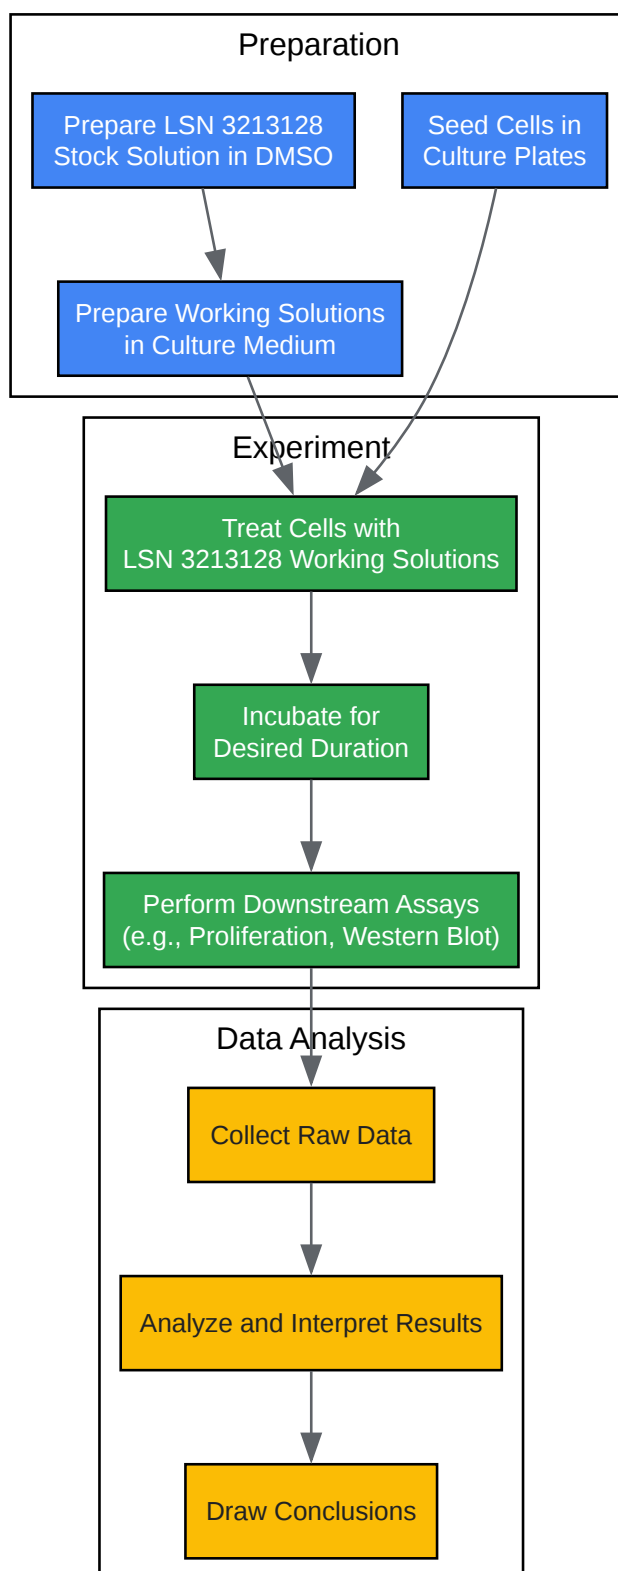 Preparation
Prepare LSN 3213128
Stock Solution in DMSO
Seed Cells in
Culture Plates
Prepare Working Solutions
in Culture Medium
Experiment
Treat Cells with
LSN 3213128 Working Solutions
Incubate for
Desired Duration
Perform Downstream Assays
(e.g., Proliferation, Western Blot)
Data Analysis
Collect Raw Data
Analyze and Interpret Results
Draw Conclusions